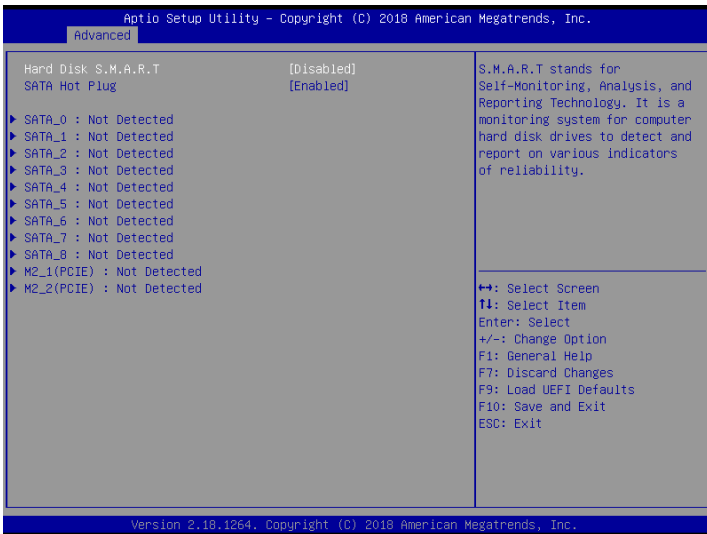 Aptio Setup Utility – Copyright (C) 2018 American Megatrends, Inc.
Advanced
Hard Disk S.M.A.R.T [Disabled]
SATA Hot Plug [Enabled]
▶ SATA_0 : Not Detected
▶ SATA_1 : Not Detected
▶ SATA_2 : Not Detected
▶ SATA_3 : Not Detected
▶ SATA_4 : Not Detected
▶ SATA_5 : Not Detected
▶ SATA_6 : Not Detected
▶ SATA_7 : Not Detected
▶ SATA_8 : Not Detected
▶ M2_1(PCIE) : Not Detected
▶ M2_2(PCIE) : Not Detected
S.M.A.R.T stands for
Self-Monitoring, Analysis, and
Reporting Technology. It is a
monitoring system for computer
hard disk drives to detect and
report on various indicators
of reliability.
↔: Select Screen
↑↓: Select Item
Enter: Select
+/-: Change Option
F1: General Help
F7: Discard Changes
F9: Load UEFI Defaults
F10: Save and Exit
ESC: Exit
Version 2.18.1264. Copyright (C) 2018 American Megatrends, Inc.